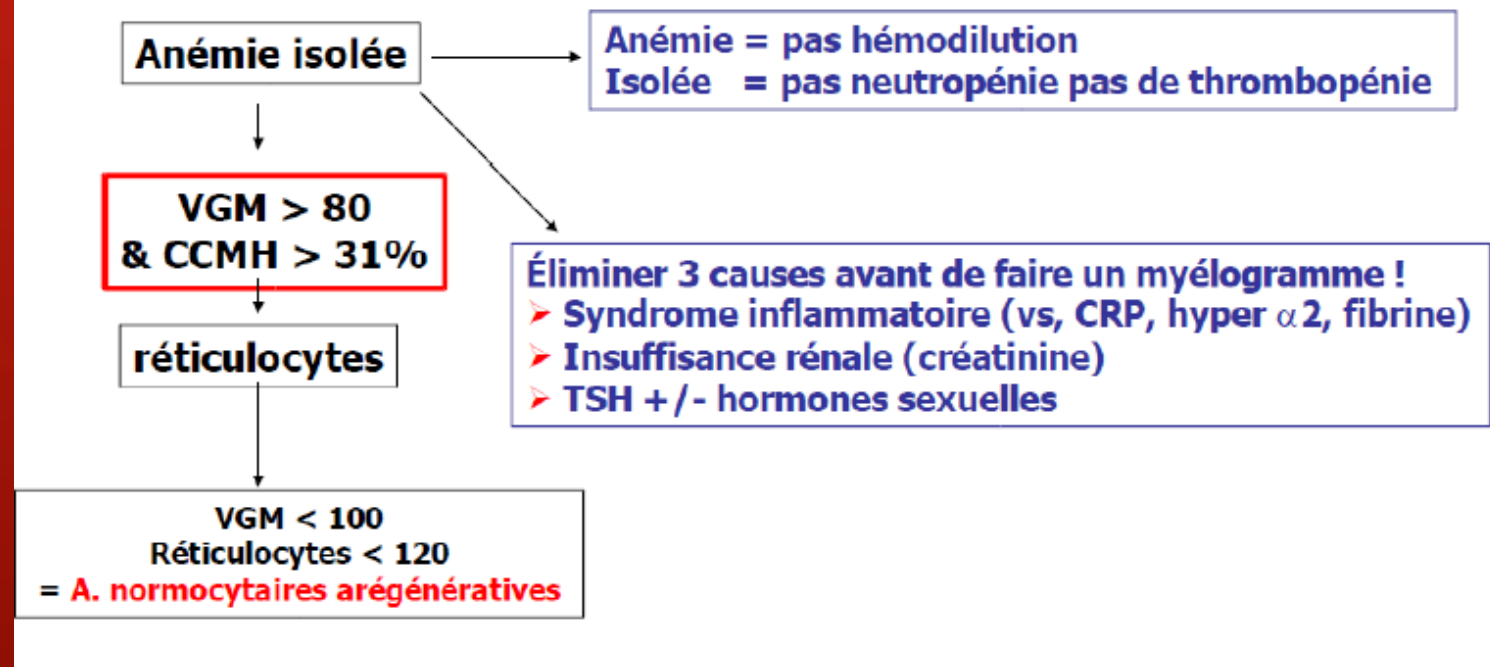 Anémie isolée
Anémie = pas hémodilution
Isolée = pas neutropénie pas de thrombopénie
VGM > 80
& CCMH > 31%
Éliminer 3 causes avant de faire un myélogramme !
➤ Syndrome inflammatoire (vs, CRP, hyper α2, fibrine)
➤ Insuffisance rénale (créatinine)
➤ TSH +/- hormones sexuelles
réticulocytes
VGM < 100
Réticulocytes < 120
= A. normocytaires arégénératives